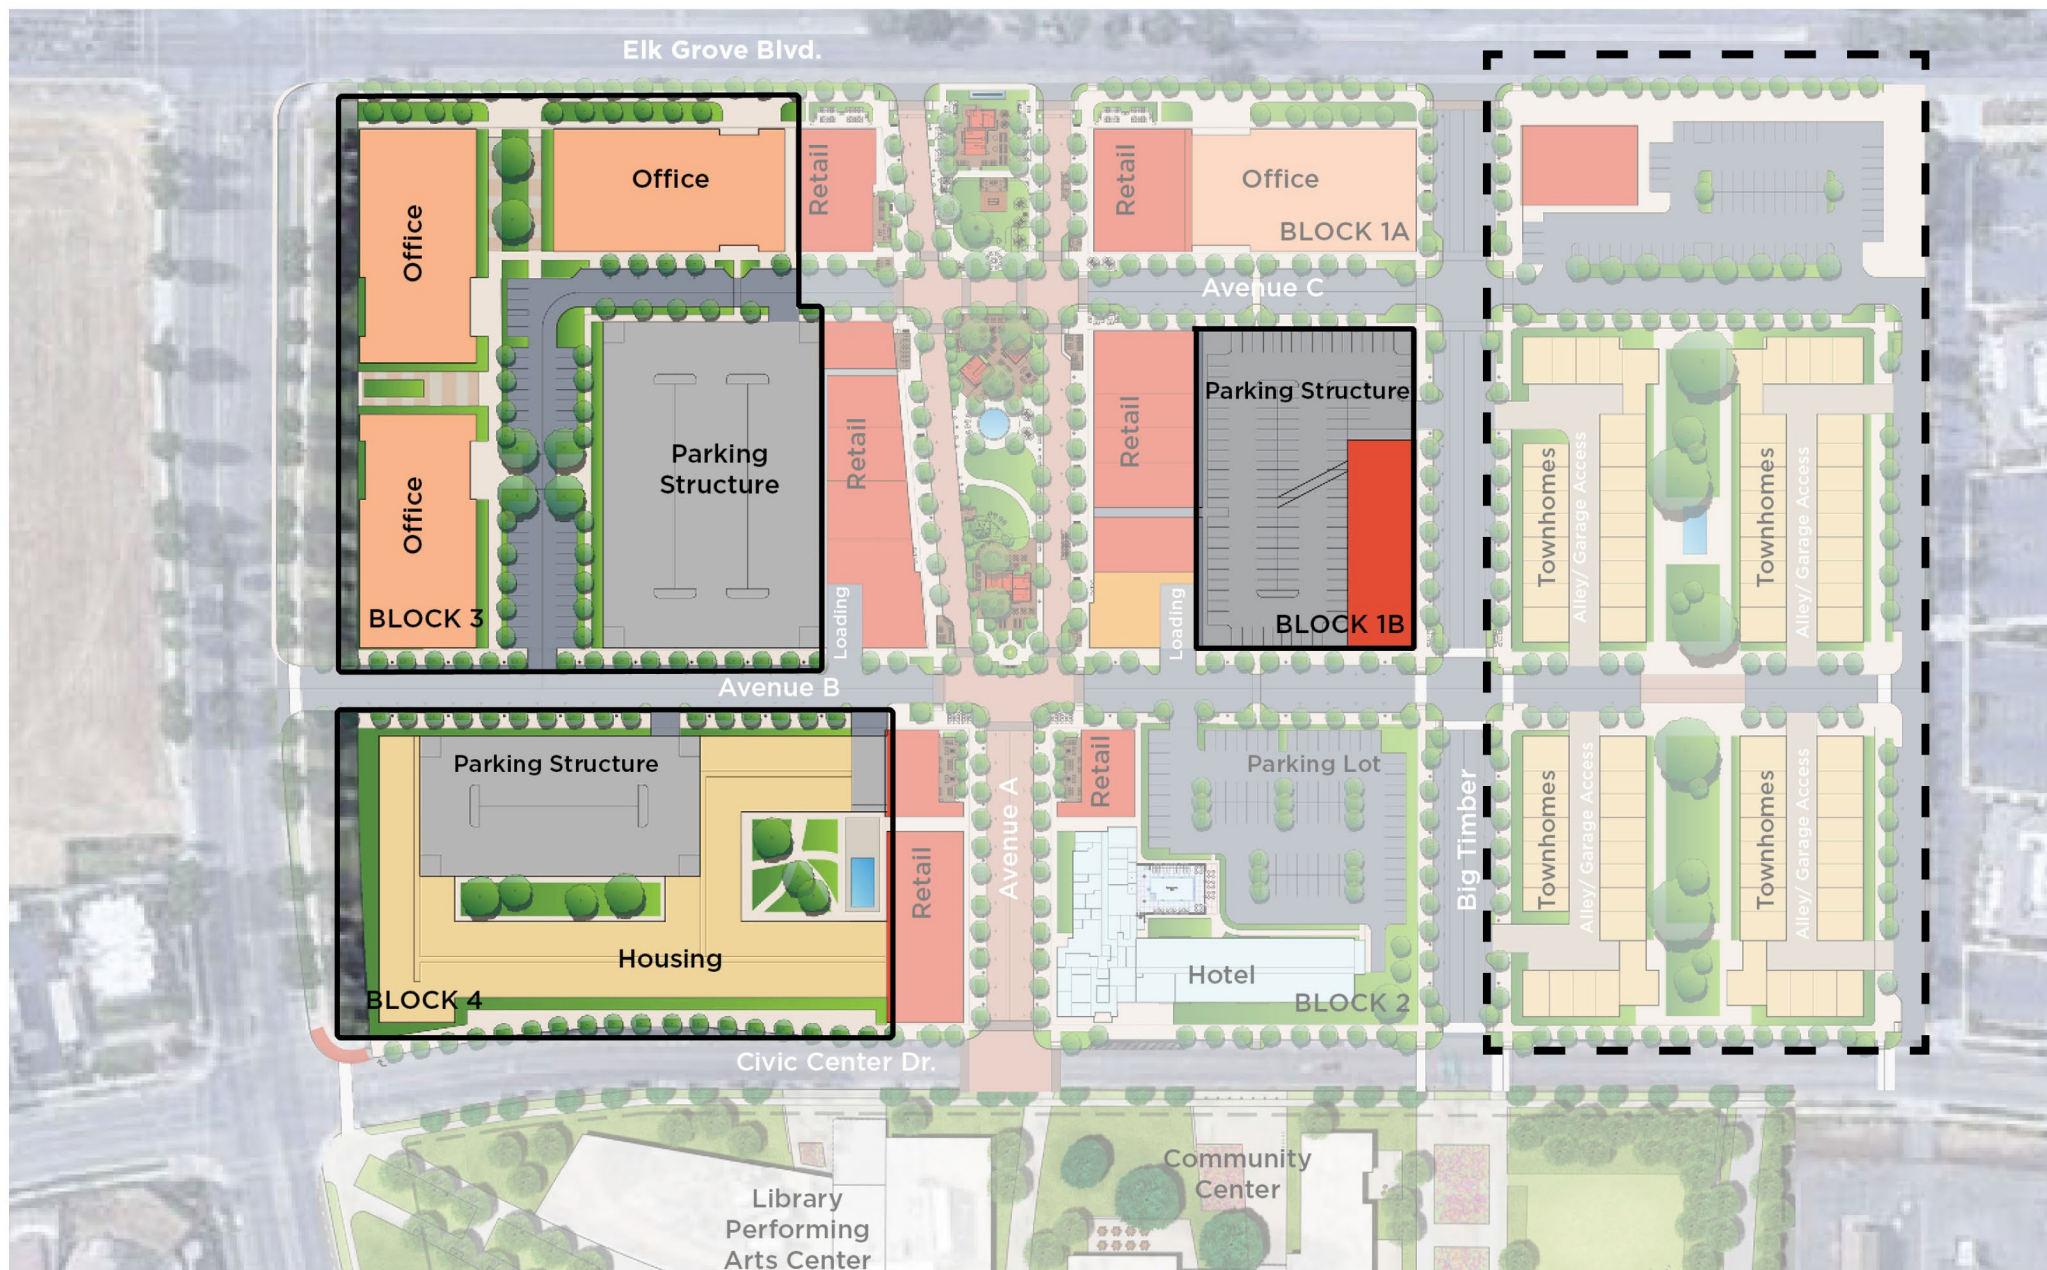 Elk Grove Blvd.
Office
Office
Retail
Retail
Office
BLOCK 1A
Avenue C
Parking
Structure
Retail
Retail
Parking Structure
Office
BLOCK 3
Loading
Loading
BLOCK 1B
Townhomes
Alley/ Garage Access
Townhomes
Alley/ Garage Access
Avenue B
Parking Structure
Housing
BLOCK 4
Retail
Avenue A
Retail
Parking Lot
Hotel
BLOCK 2
Big Timber
Townhomes
Alley/ Garage Access
Townhomes
Alley/ Garage Access
Civic Center Dr.
Library
Performing
Arts Center
Community
Center